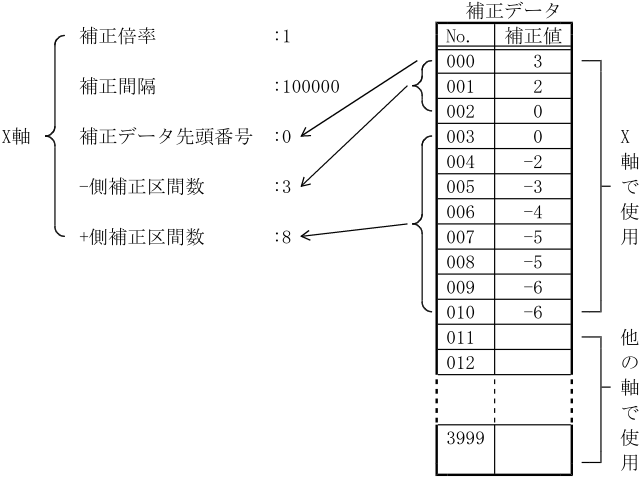 補正データ
No. 補正値
000 3
001 2
002 0
003 0
004 -2
005 -3
006 -4
007 -5
008 -5
009 -6
010 -6
011
012
3999
X軸
補正倍率 :1
補正間隔 :100000
補正データ先頭番号 :0
-側補正区間数 :3
+側補正区間数 :8
X軸で使用
他の軸で使用